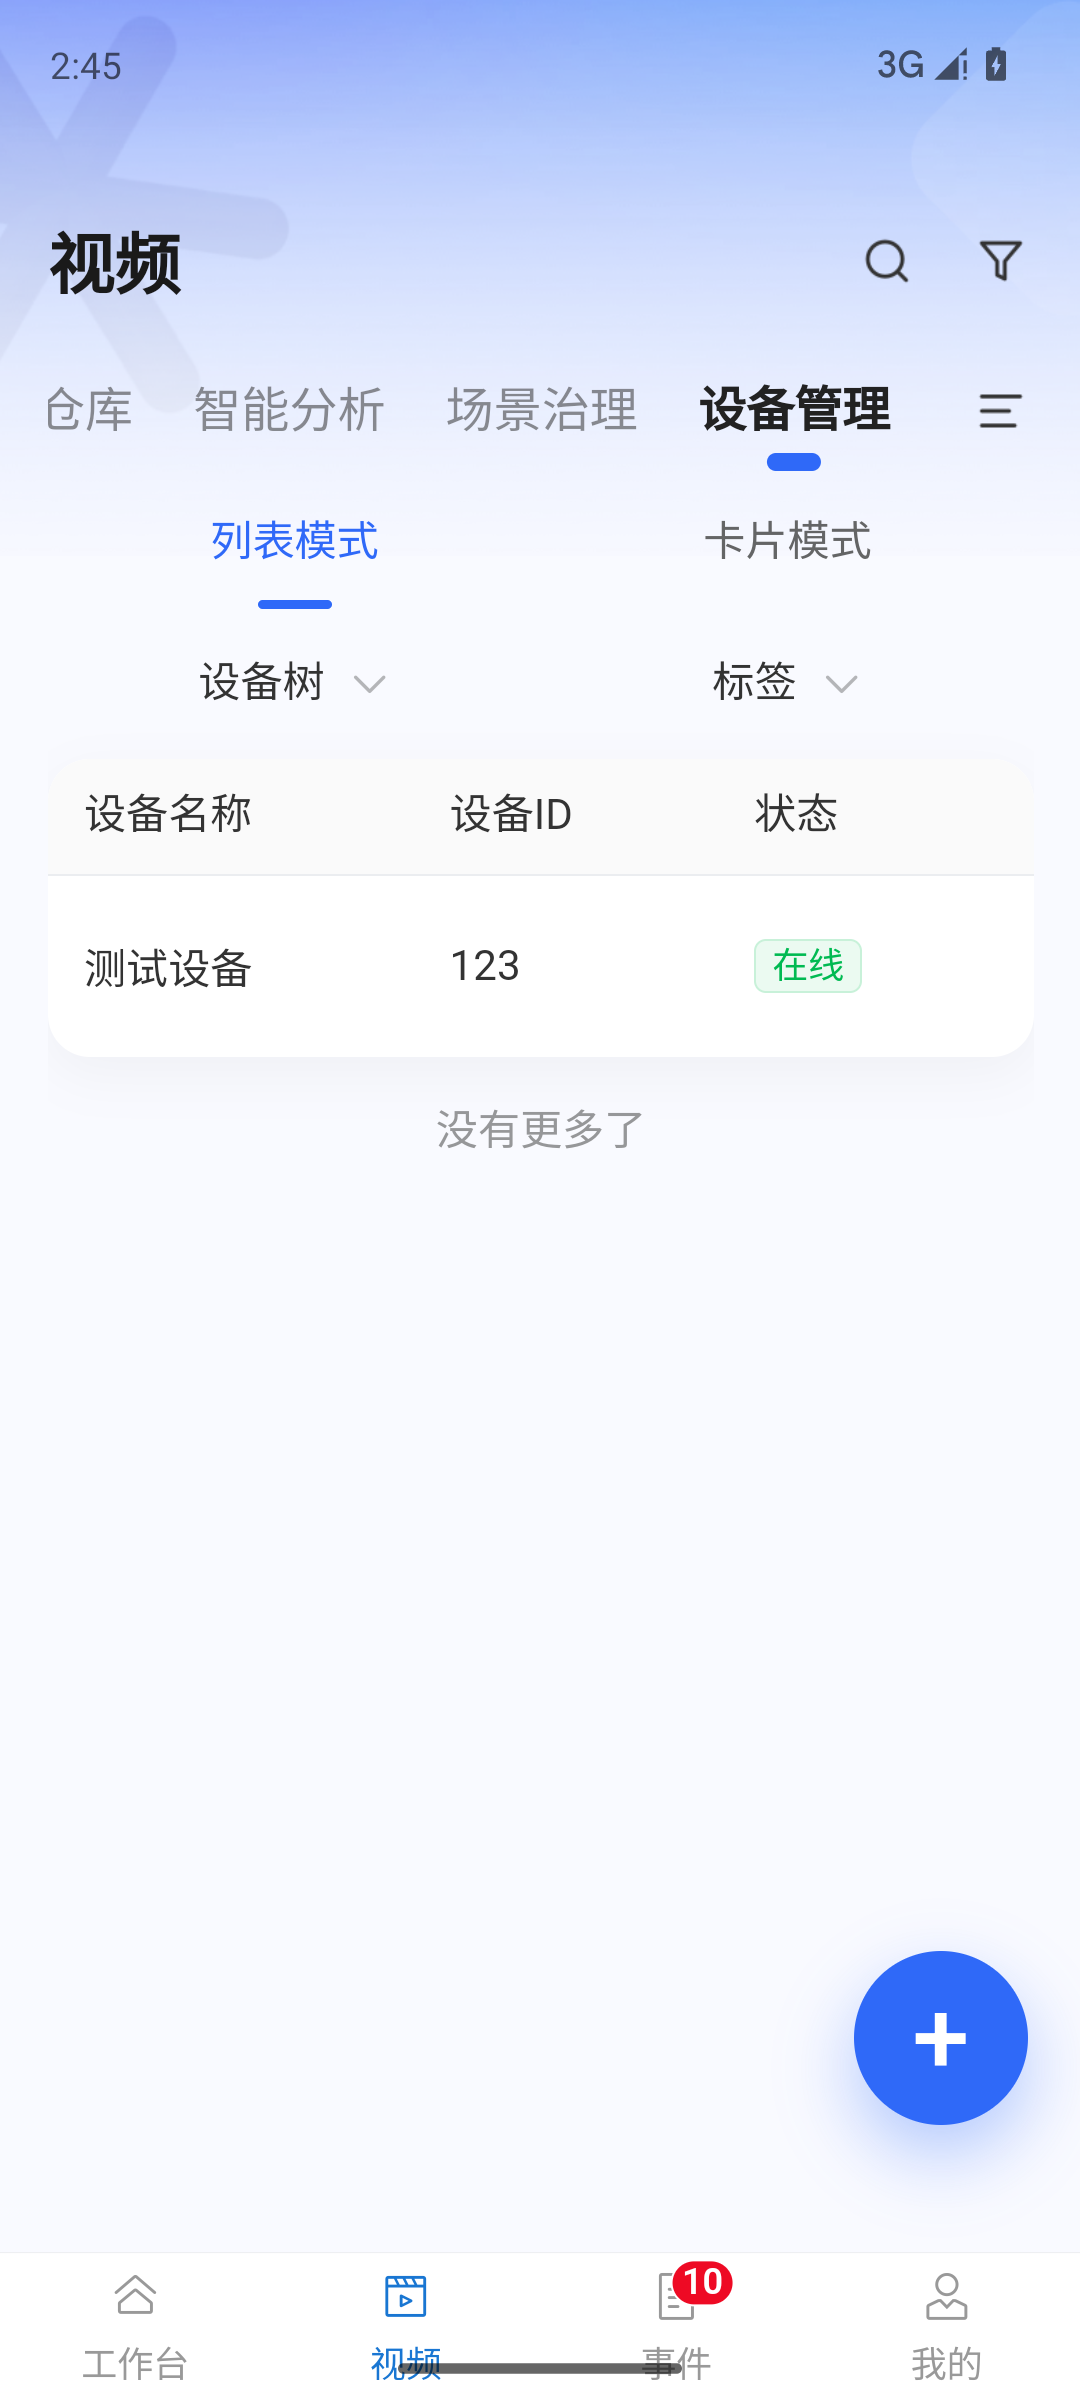 2:45
3G
视频
仓库 智能分析 场景治理 设备管理
列表模式 卡片模式
设备树 标签
设备名称 设备ID 状态
测试设备 123 在线
没有更多了
10
工作台 视频 事件 我的